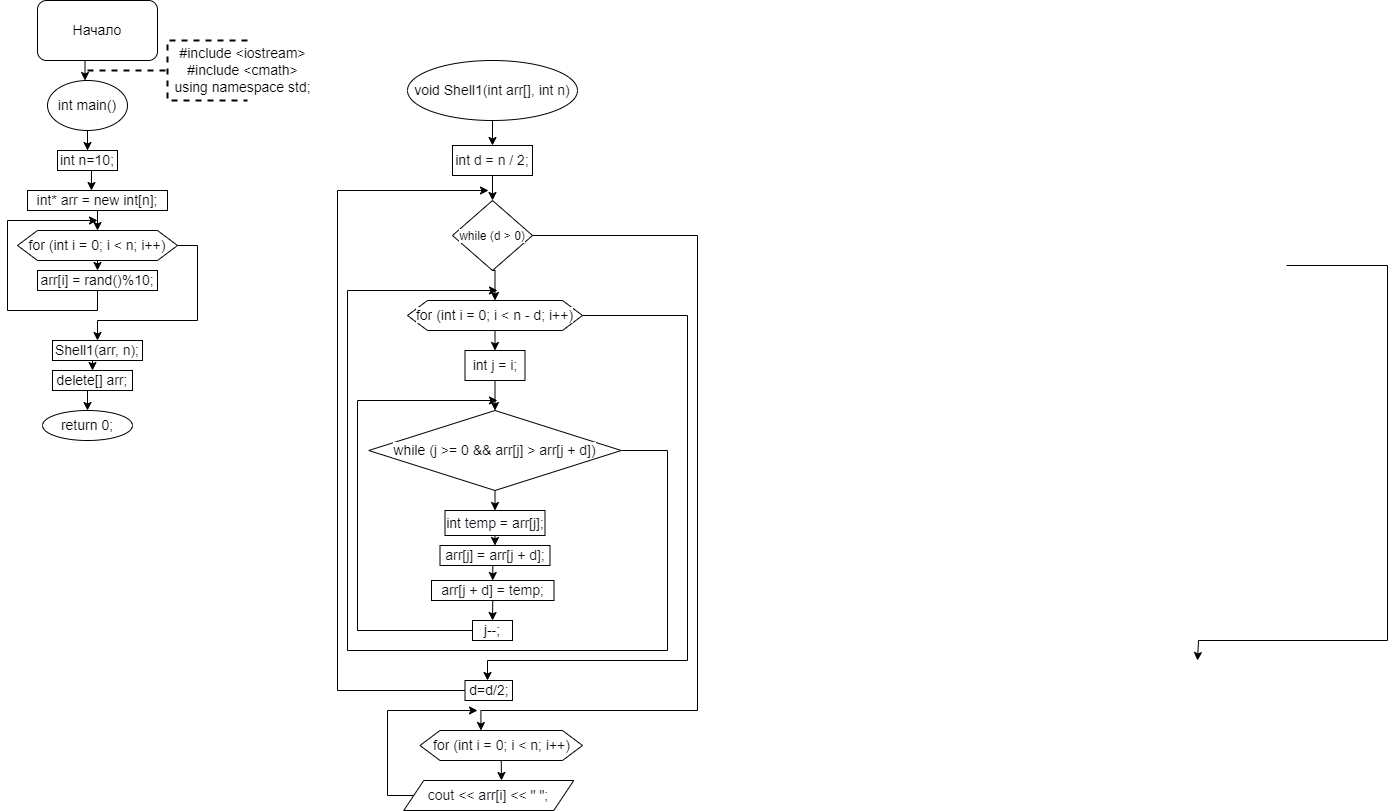 Начало
#include <iostream>
#include <cmath>
using namespace std;
int main()
int n=10;
int* arr = new int[n];
for (int i = 0; i < n; i++)
arr[i] = rand()%10;
Shell1(arr, n);
delete[] arr;
return 0;
void Shell1(int arr[], int n)
int d = n / 2;
while (d > 0)
for (int i = 0; i < n - d; i++)
int j = i;
while (j >= 0 && arr[j] > arr[j + d])
int temp = arr[j];
arr[j] = arr[j + d];
arr[j + d] = temp;
j--;
d=d/2;
for (int i = 0; i < n; i++)
cout << arr[i] << " ";